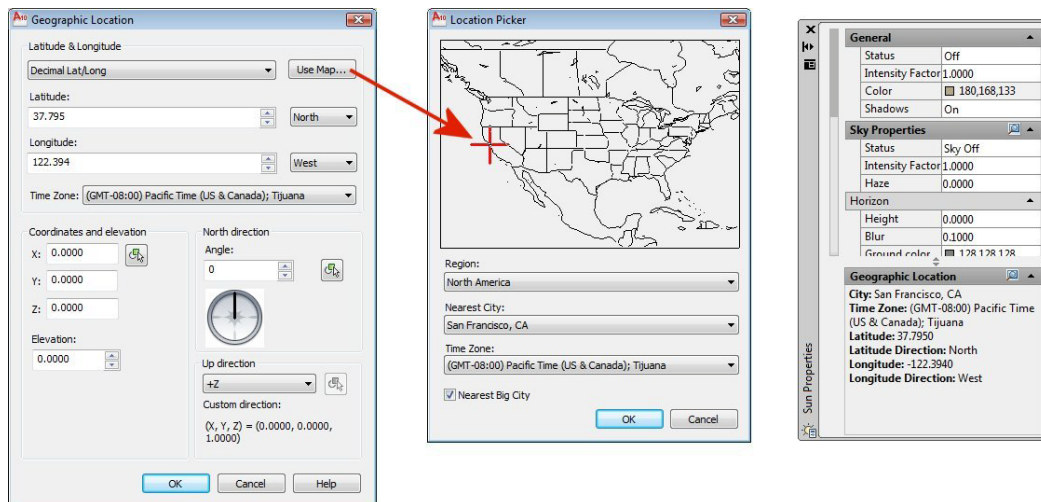 Geographic Location
Latitude & Longitude
Decimal Lat/Long
Use Map...
Latitude:
37.795
North
Longitude:
122.394
West
Time Zone: (GMT-08:00) Pacific Time (US & Canada); Tijuana
Coordinates and elevation
X: 0.0000
Y: 0.0000
Z: 0.0000
Elevation:
0.0000
North direction
Angle:
0
Up direction
+Z
Custom direction:
(X, Y, Z) = (0.0000, 0.0000,
1.0000)
OK Cancel Help
Location Picker
Region:
North America
Nearest City:
San Francisco, CA
Time Zone:
(GMT-08:00) Pacific Time (US & Canada); Tijuana
Nearest Big City
OK Cancel
General
Status Off
Intensity Factor 1.0000
Color 180,168,133
Shadows On
Sky Properties
Status Sky Off
Intensity Factor 1.0000
Haze 0.0000
Horizon
Height 0.0000
Blur 0.1000
Ground color 128,128,128
Geographic Location
City: San Francisco, CA
Time Zone: (GMT-08:00) Pacific Time
(US & Canada); Tijuana
Latitude: 37.7950
Latitude Direction: North
Longitude: -122.3940
Longitude Direction: West
Sun Properties